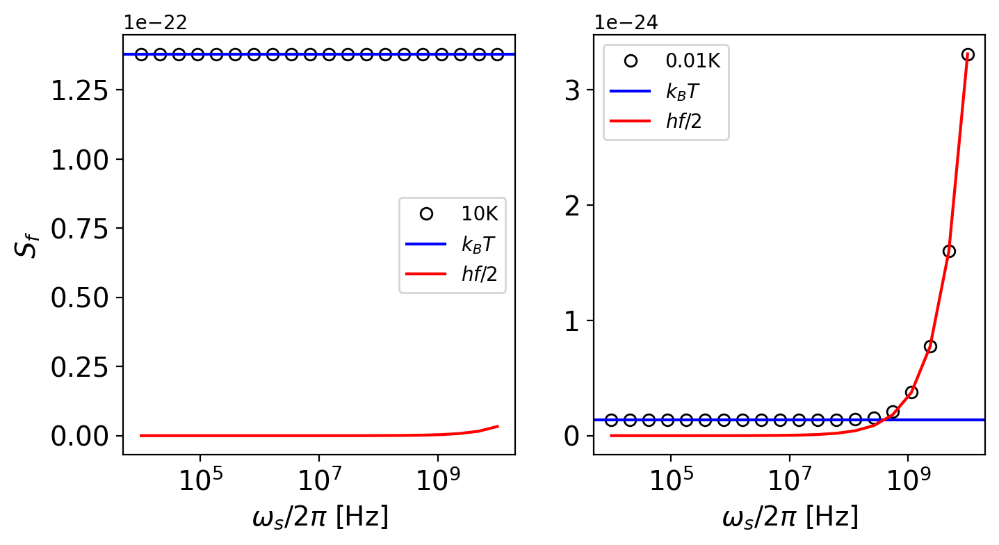 1e−22
1.25
1.00
0.75
0.50
0.25
0.00
S_f
10K
k_BT
hf/2
10^5 10^7 10^9
ω_s/2π [Hz]
1e−24
3
2
1
0
0.01K
k_BT
hf/2
10^5 10^7 10^9
ω_s/2π [Hz]